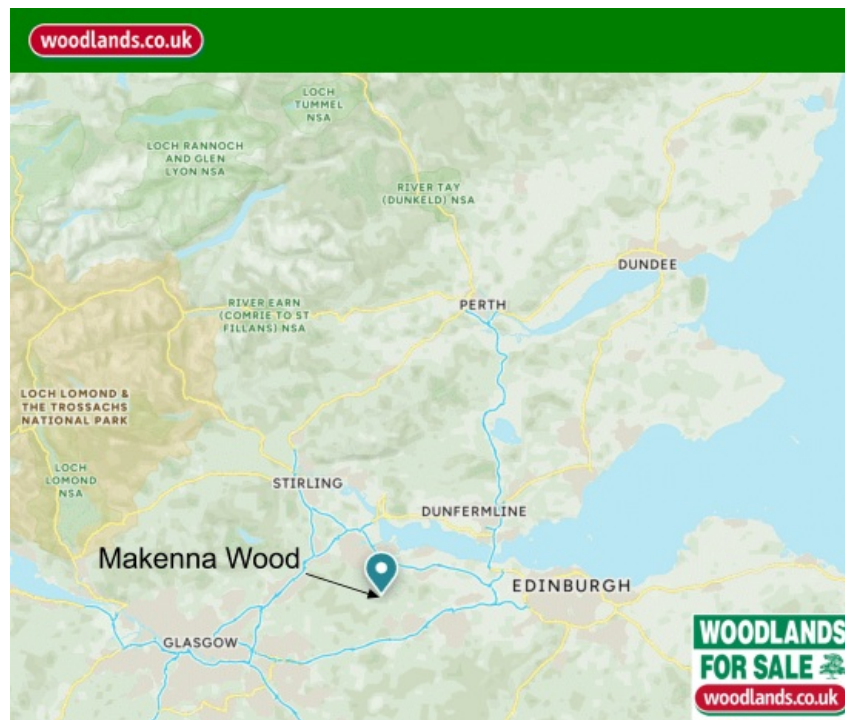 woodlands.co.uk
LOCH
TUMMEL
NSA
LOCH RANNOCH
AND GLEN
LYON NSA
RIVER TAY
(DUNKELD) NSA
DUNDEE
PERTH
RIVER EARN
(COMRIE TO ST
FILLANS) NSA
LOCH LOMOND &
THE TROSSACHS
NATIONAL PARK
LOCH
LOMOND
NSA
STIRLING
DUNFERMLINE
Makenna Wood
EDINBURGH
GLASGOW
WOODLANDS
FOR SALE
woodlands.co.uk